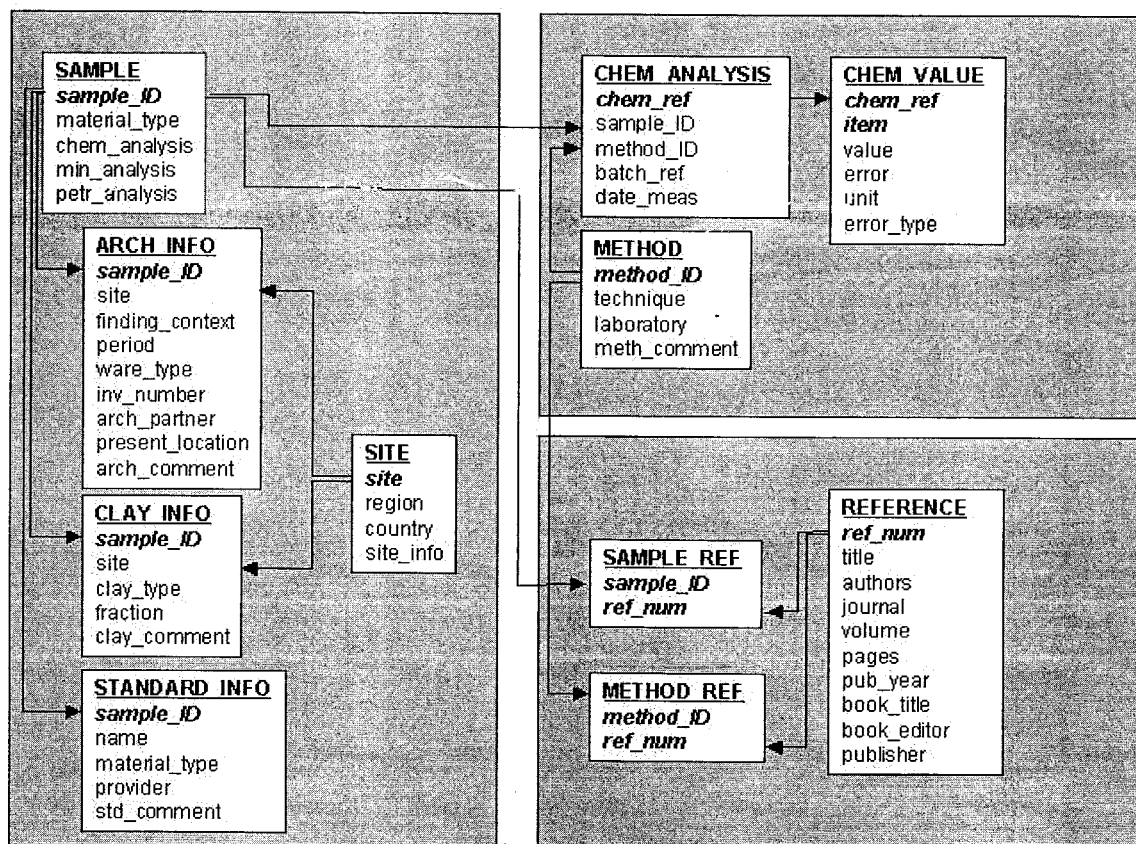 SAMPLE
sample_ID
material_type
chem_analysis
min_analysis
petr_analysis
ARCH_INFO
sample_ID
site
finding_context
period
ware_type
inv_number
arch_partner
present_location
arch_comment
SITE
site
region
country
site_info
CLAY_INFO
sample_ID
site
clay_type
fraction
clay_comment
STANDARD_INFO
sample_ID
name
material_type
provider
std_comment
CHEM_ANALYSIS
chem_ref
sample_ID
method_ID
batch_ref
date_meas
CHEM_VALUE
chem_ref
item
value
error
unit
error_type
METHOD
method_ID
technique
laboratory
meth_comment
SAMPLE_REF
sample_ID
ref_num
METHOD_REF
method_ID
ref_num
REFERENCE
ref_num
title
authors
journal
volume
pages
pub_year
book_title
book_editor
publisher